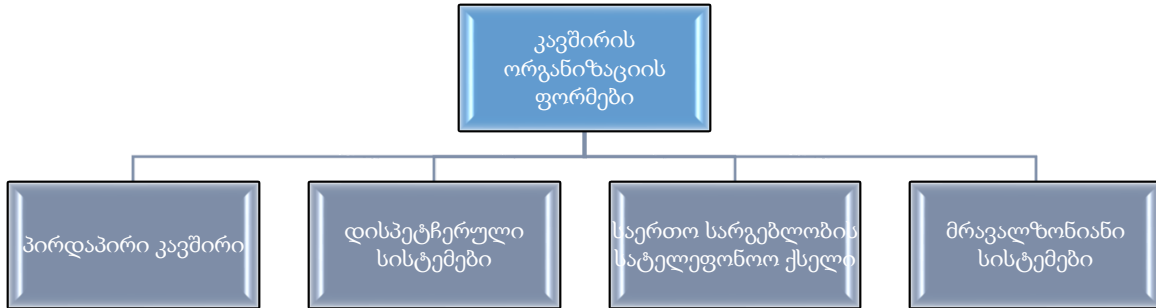 კავშირის
ორგანიზაციის
ფორმები
პირდაპირი კავშირი
დისპეტჩერული
სისტემები
საერთო სარგებლობის
სატელეფონოო ქსელი
მრავალზონიანი
სისტემები